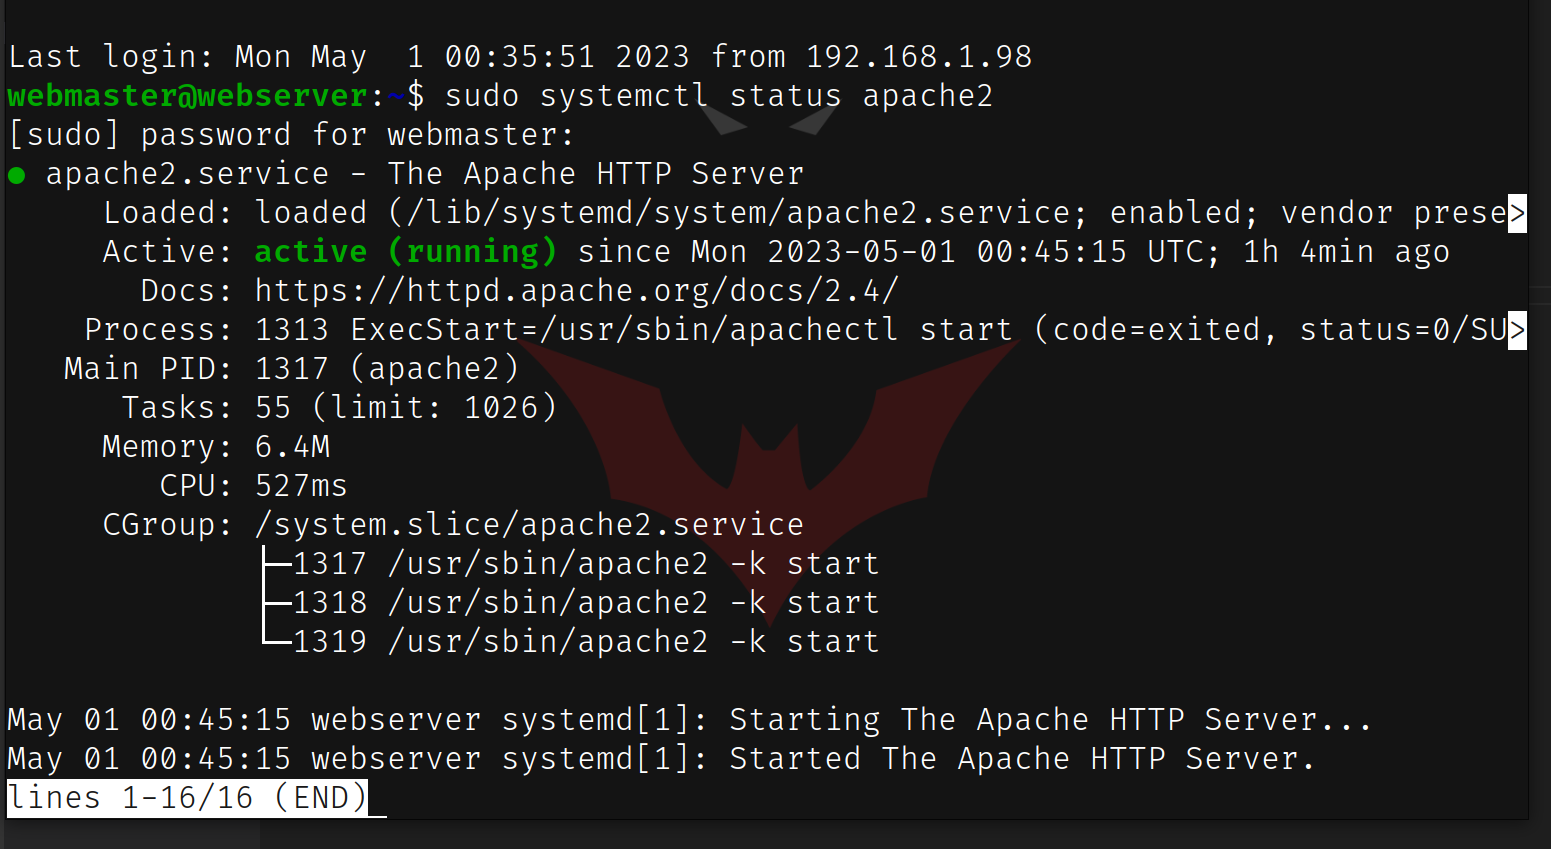 Last login: Mon May  1 00:35:51 2023 from 192.168.1.98
webmaster@webserver:~$ sudo systemctl status apache2
[sudo] password for webmaster:
● apache2.service - The Apache HTTP Server
     Loaded: loaded (/lib/systemd/system/apache2.service; enabled; vendor prese>
     Active: active (running) since Mon 2023-05-01 00:45:15 UTC; 1h 4min ago
       Docs: https://httpd.apache.org/docs/2.4/
    Process: 1313 ExecStart=/usr/sbin/apachectl start (code=exited, status=0/SU>
   Main PID: 1317 (apache2)
      Tasks: 55 (limit: 1026)
     Memory: 6.4M
        CPU: 527ms
     CGroup: /system.slice/apache2.service
             ├─1317 /usr/sbin/apache2 -k start
             ├─1318 /usr/sbin/apache2 -k start
             └─1319 /usr/sbin/apache2 -k start
May 01 00:45:15 webserver systemd[1]: Starting The Apache HTTP Server...
May 01 00:45:15 webserver systemd[1]: Started The Apache HTTP Server.
lines 1-16/16 (END)